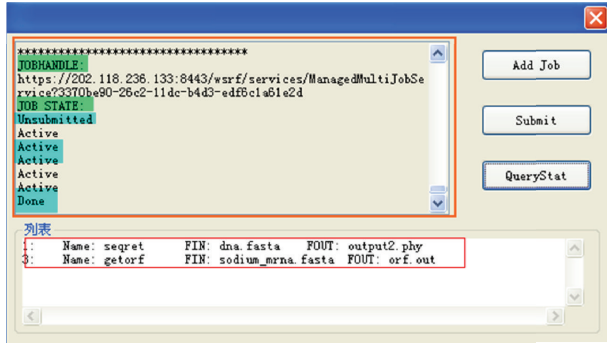 **********************************
JOBHANDLE:
https://202.118.236.133:8443/wsrf/services/ManagedMultiJobSe
rvice?3370be90-26c2-11dc-b4d3-edf6c1a61e2d
JOB STATE:
Unsubmitted
Active
Active
Active
Active
Active
Done
Add Job
Submit
QueryStat
列表
1: Name: seqret FIN: dna.fasta FOUT: output2.phy
3: Name: getorf FIN: sodium_mrna.fasta FOUT: orf.out